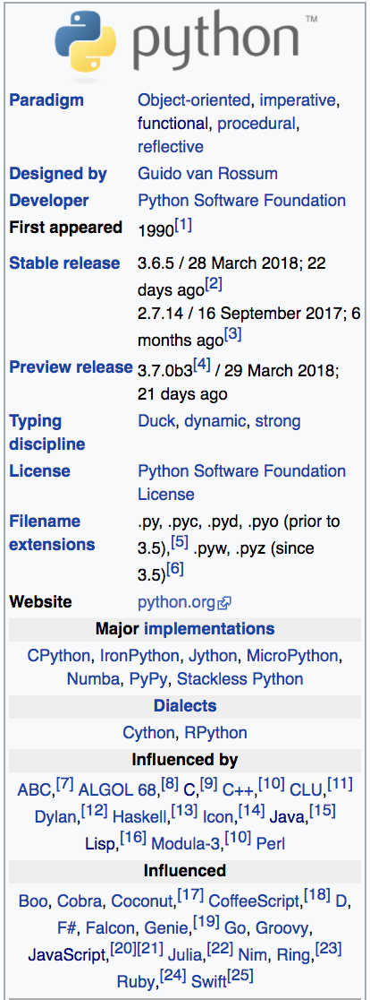 python™
Paradigm Object-oriented, imperative,
functional, procedural,
reflective
Designed by Guido van Rossum
Developer Python Software Foundation
First appeared 1990[1]
Stable release 3.6.5 / 28 March 2018; 22
days ago[2]
2.7.14 / 16 September 2017; 6
months ago[3]
Preview release 3.7.0b3[4] / 29 March 2018;
21 days ago
Typing Duck, dynamic, strong
discipline
License Python Software Foundation
License
Filename .py, .pyc, .pyd, .pyo (prior to
extensions 3.5),[5] .pyw, .pyz (since
3.5)[6]
Website python.org
Major implementations
CPython, IronPython, Jython, MicroPython,
Numba, PyPy, Stackless Python
Dialects
Cython, RPython
Influenced by
ABC,[7] ALGOL 68,[8] C,[9] C++,[10] CLU,[11]
Dylan,[12] Haskell,[13] Icon,[14] Java,[15]
Lisp,[16] Modula-3,[10] Perl
Influenced
Boo, Cobra, Coconut,[17] CoffeeScript,[18] D,
F#, Falcon, Genie,[19] Go, Groovy,
JavaScript,[20][21] Julia,[22] Nim, Ring,[23]
Ruby,[24] Swift[25]